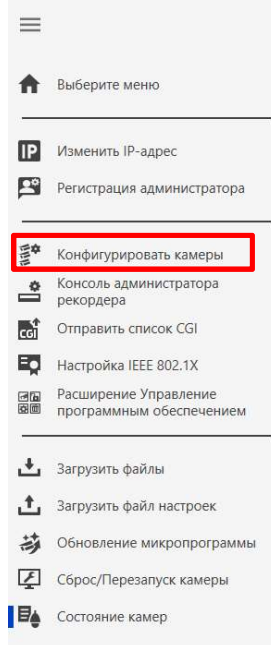 Выберите меню
IP
Изменить IP-адрес
Регистрация администратора
Конфигурировать камеры
Консоль администратора
рекордера
CGI
Отправить список CGI
Настройка IEEE 802.1X
Расширение Управление
программным обеспечением
Загрузить файлы
Загрузить файл настроек
Обновление микропрограммы
Сброс/Перезапуск камеры
Состояние камер